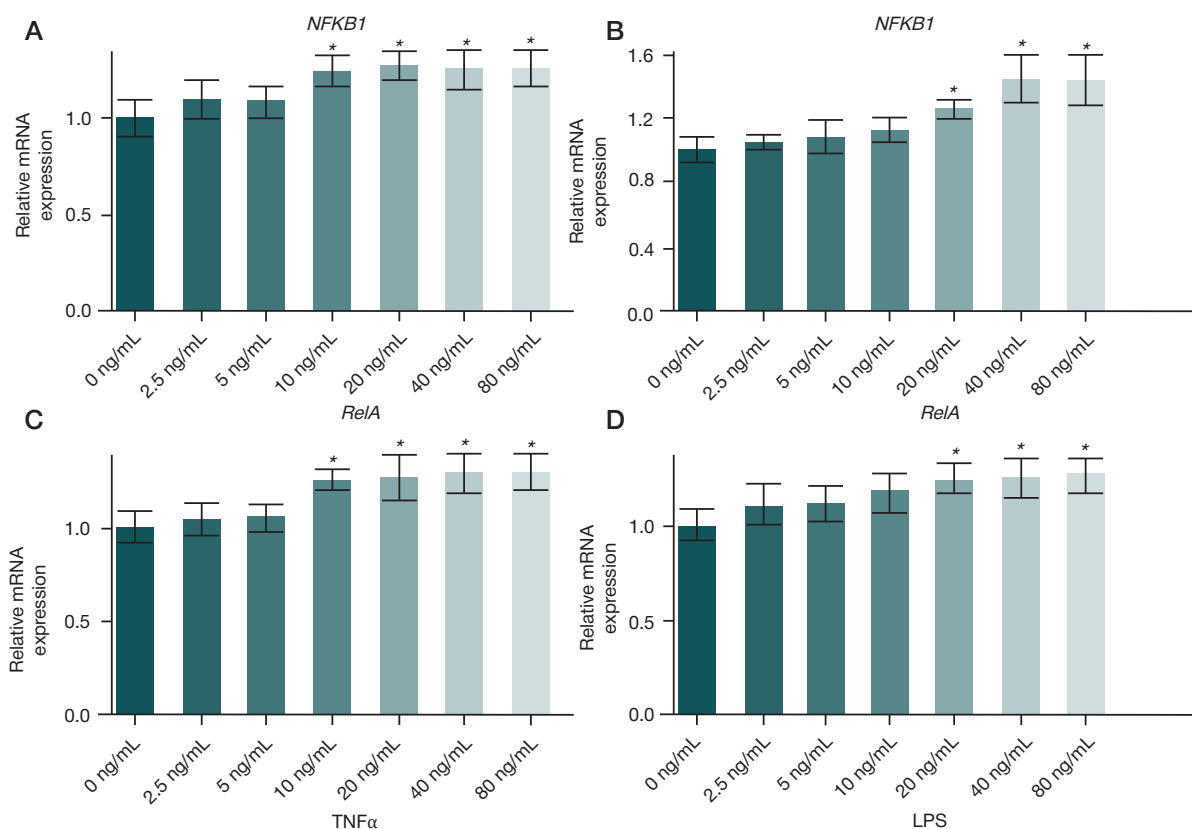 A
NFKB1
Relative mRNA
expression
1.0
0.5
0.0
* * * *
0 ng/mL
2.5 ng/mL
5 ng/mL
10 ng/mL
20 ng/mL
40 ng/mL
80 ng/mL
B
NFKB1
Relative mRNA
expression
1.6
1.2
0.8
0.4
0.0
* * *
0 ng/mL
2.5 ng/mL
5 ng/mL
10 ng/mL
20 ng/mL
40 ng/mL
80 ng/mL
C
RelA
Relative mRNA
expression
1.0
0.5
0.0
* * * *
0 ng/mL
2.5 ng/mL
5 ng/mL
10 ng/mL
20 ng/mL
40 ng/mL
80 ng/mL
TNFα
D
RelA
Relative mRNA
expression
1.0
0.5
0.0
* * *
0 ng/mL
2.5 ng/mL
5 ng/mL
10 ng/mL
20 ng/mL
40 ng/mL
80 ng/mL
LPS